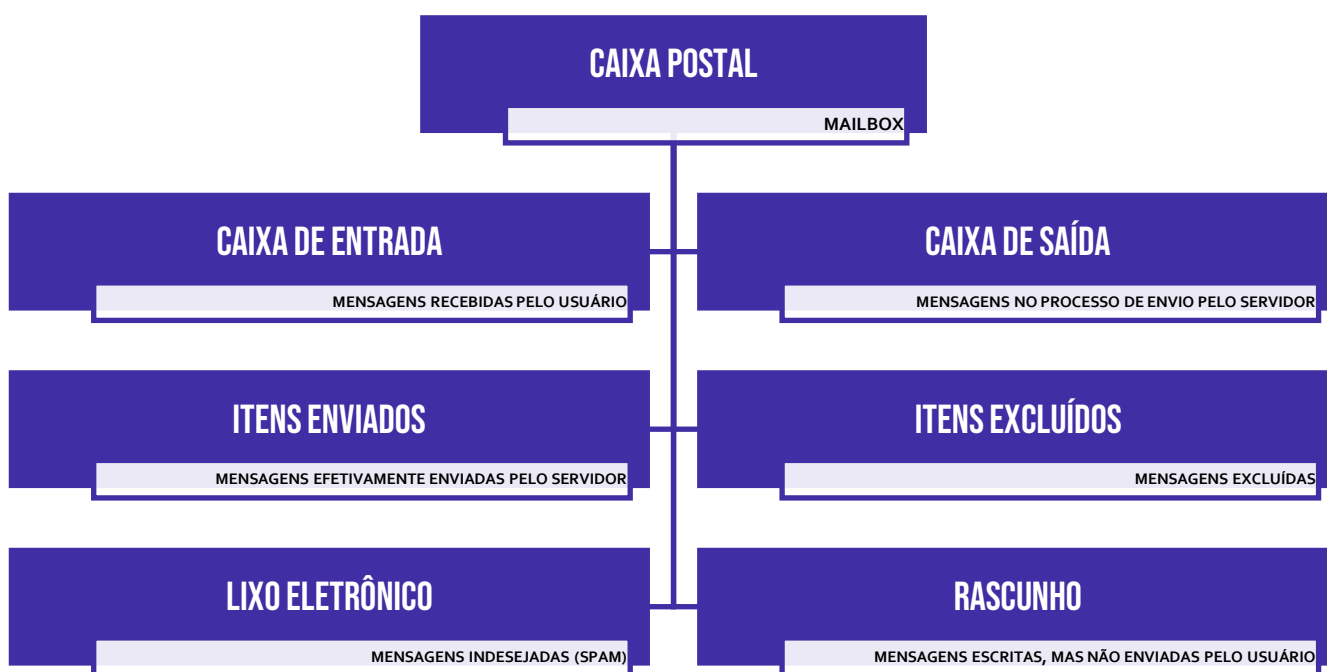 CAIXA POSTAL
MAILBOX
CAIXA DE ENTRADA
MENSAGENS RECEBIDAS PELO USUÁRIO
CAIXA DE SAÍDA
MENSAGENS NO PROCESSO DE ENVIO PELO SERVIDOR
ITENS ENVIADOS
MENSAGENS EFETIVAMENTE ENVIADAS PELO SERVIDOR
ITENS EXCLUÍDOS
MENSAGENS EXCLUÍDAS
LIXO ELETRÔNICO
MENSAGENS INDESEJADAS (SPAM)
RASCUNHO
MENSAGENS ESCRITAS, MAS NÃO ENVIADAS PELO USUÁRIO